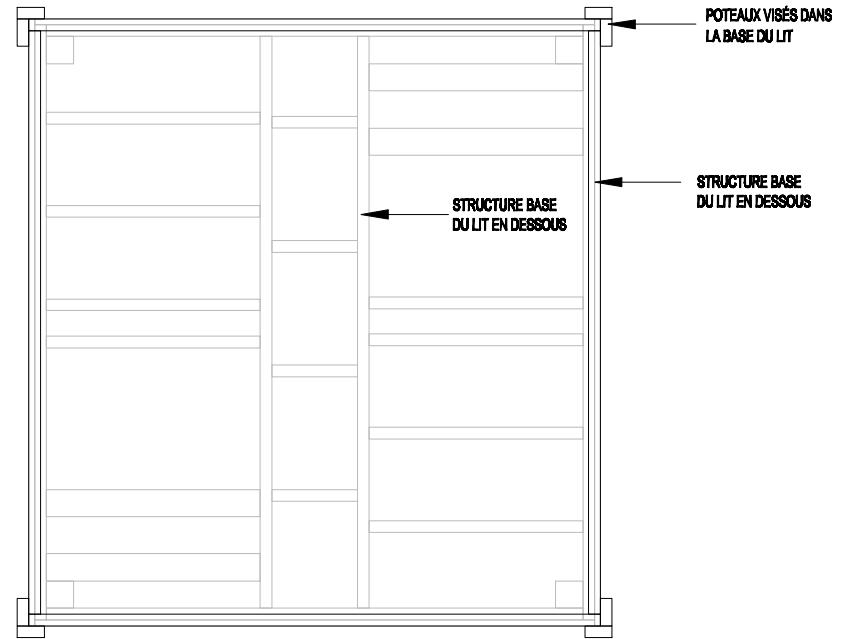 POTEAUX VISÉS DANS
LA BASE DU LIT
STRUCTURE BASE
DU LIT EN DESSOUS
STRUCTURE BASE
DU LIT EN DESSOUS